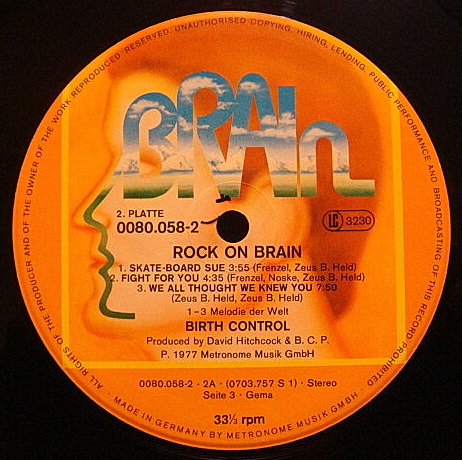 ALL RIGHTS OF THE PRODUCER AND OF THE OWNER OF THE WORK REPRODUCED RESERVED. UNAUTHORISED COPYING, HIRING, LENDING, PUBLIC PERFORMANCE AND BROADCASTING OF THIS RECORD PROHIBITED
BRAIn
2. PLATTE
0080.058-2
LC 3230
ROCK ON BRAIN
1. SKATE-BOARD SUE 3:55 (Frenzel, Zeus B. Held)
2. FIGHT FOR YOU 4:35 (Frenzel, Noske, Zeus B. Held)
3. WE ALL THOUGHT WE KNEW YOU 7:50
(Zeus B. Held, Zeus B. Held)
1-3 Melodie der Welt
BIRTH CONTROL
Produced by David Hitchcock & B. C. P.
P. 1977 Metronome Musik GmbH
0080.058-2 · 2A · (0703.757 S 1) · Stereo
Seite 3 · Gema
33⅓ rpm
· MADE IN GERMANY BY METRONOME MUSIK GMBH ·